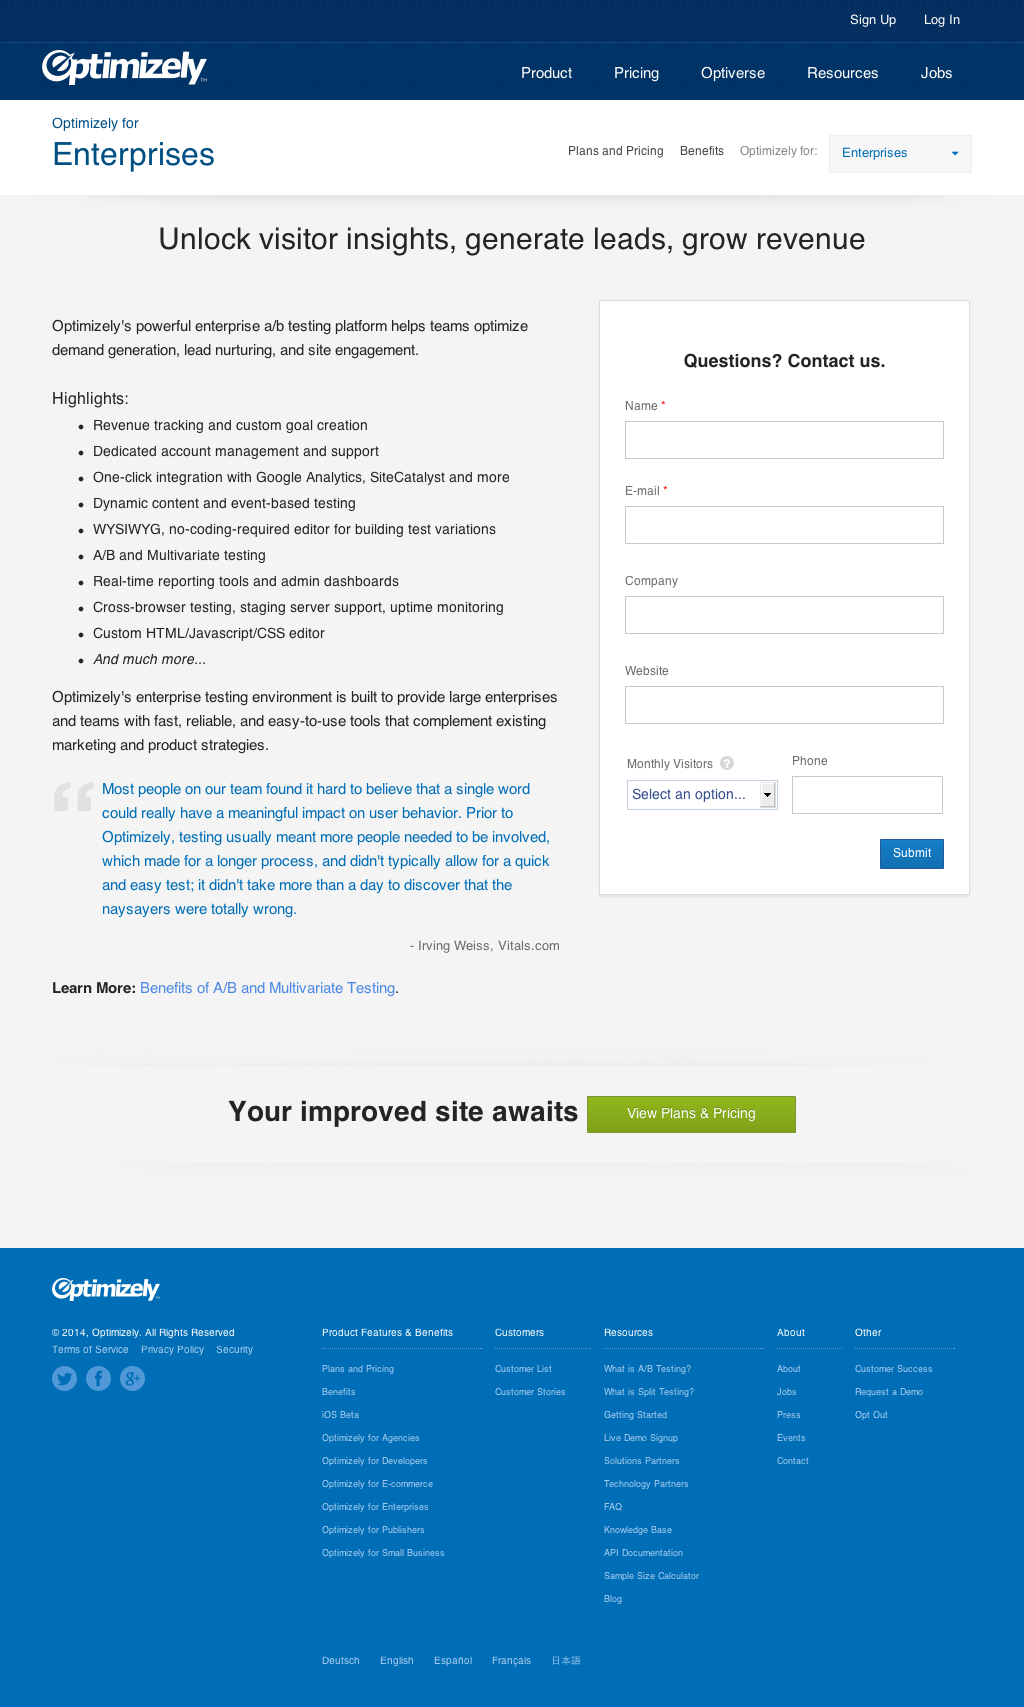 Sign Up Log In
Optimizely™
Product Pricing Optiverse Resources Jobs
Optimizely for
Enterprises
Plans and Pricing Benefits Optimizely for: Enterprises
Unlock visitor insights, generate leads, grow revenue
Optimizely's powerful enterprise a/b testing platform helps teams optimize
demand generation, lead nurturing, and site engagement.
Highlights:
• Revenue tracking and custom goal creation
• Dedicated account management and support
• One-click integration with Google Analytics, SiteCatalyst and more
• Dynamic content and event-based testing
• WYSIWYG, no-coding-required editor for building test variations
• A/B and Multivariate testing
• Real-time reporting tools and admin dashboards
• Cross-browser testing, staging server support, uptime monitoring
• Custom HTML/Javascript/CSS editor
• And much more...
Optimizely's enterprise testing environment is built to provide large enterprises
and teams with fast, reliable, and easy-to-use tools that complement existing
marketing and product strategies.
“ Most people on our team found it hard to believe that a single word
could really have a meaningful impact on user behavior. Prior to
Optimizely, testing usually meant more people needed to be involved,
which made for a longer process, and didn't typically allow for a quick
and easy test; it didn't take more than a day to discover that the
naysayers were totally wrong.
- Irving Weiss, Vitals.com
Learn More: Benefits of A/B and Multivariate Testing.
Questions? Contact us.
Name *
E-mail *
Company
Website
Monthly Visitors ?
Select an option...
Phone
Submit
Your improved site awaits
View Plans & Pricing
Optimizely
© 2014, Optimizely. All Rights Reserved
Terms of Service Privacy Policy Security
Product Features & Benefits
Plans and Pricing
Benefits
iOS Beta
Optimizely for Agencies
Optimizely for Developers
Optimizely for E-commerce
Optimizely for Enterprises
Optimizely for Publishers
Optimizely for Small Business
Customers
Customer List
Customer Stories
Resources
What is A/B Testing?
What is Split Testing?
Getting Started
Live Demo Signup
Solutions Partners
Technology Partners
FAQ
Knowledge Base
API Documentation
Sample Size Calculator
Blog
About
About
Jobs
Press
Events
Contact
Other
Customer Success
Request a Demo
Opt Out
Deutsch English Español Français 日本語